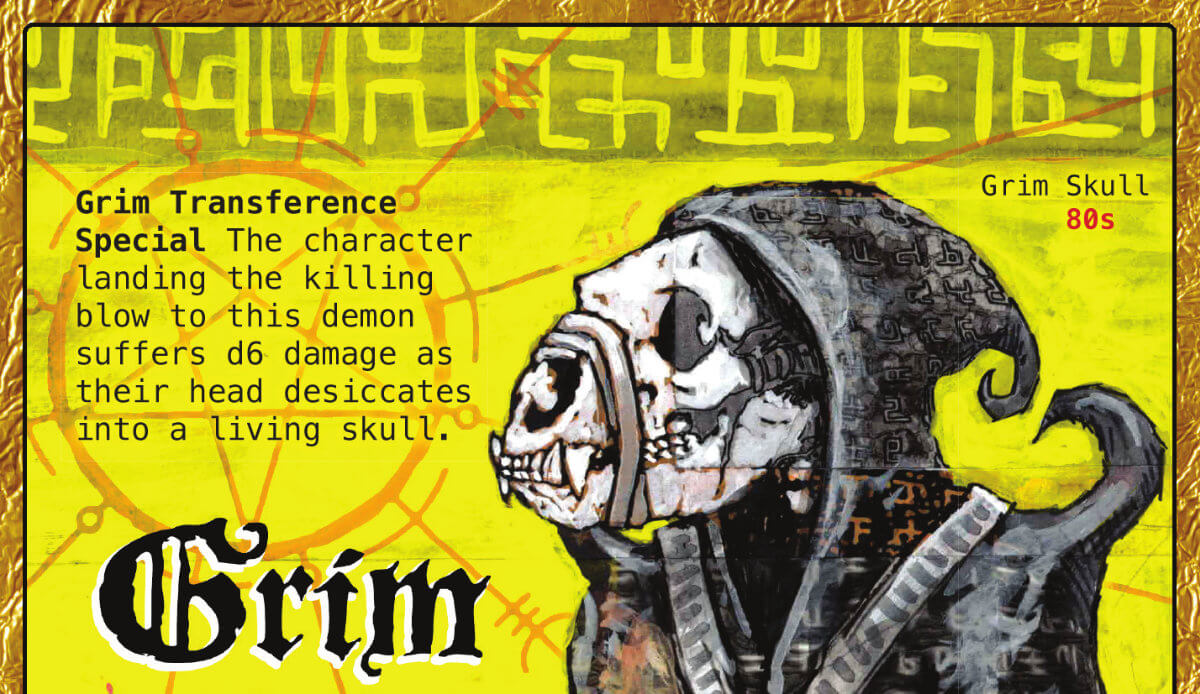 Grim Transference
Special The character
landing the killing
blow to this demon
suffers d6 damage as
their head desiccates
into a living skull.
Grim Skull
80s
Grim